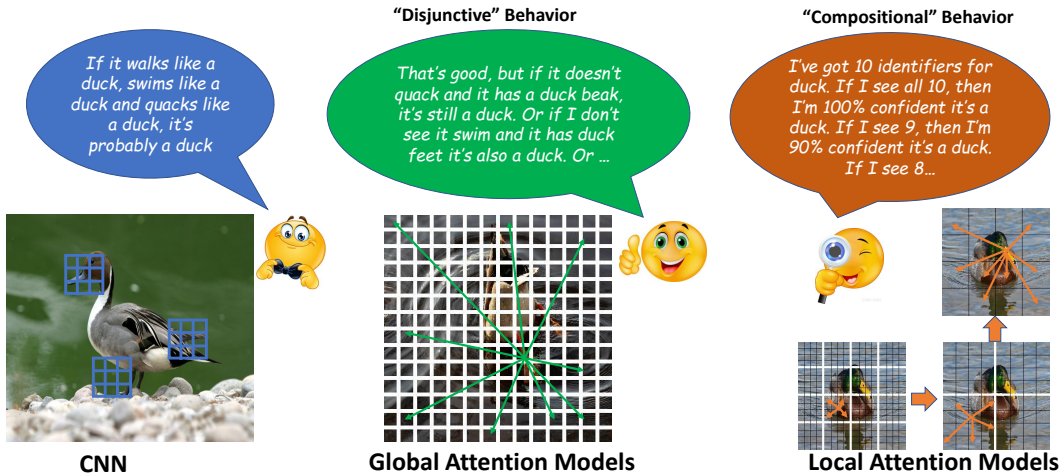 “Disjunctive” Behavior
“Compositional” Behavior
If it walks like a
duck, swims like a
duck and quacks like
a duck, it’s
probably a duck
That’s good, but if it doesn’t
quack and it has a duck beak,
it’s still a duck. Or if I don’t
see it swim and it has duck
feet it’s also a duck. Or …
I’ve got 10 identifiers for
duck. If I see all 10, then
I’m 100% confident it’s a
duck. If I see 9, then I’m
90% confident it’s a duck.
If I see 8…
CNN
Global Attention Models
Local Attention Models